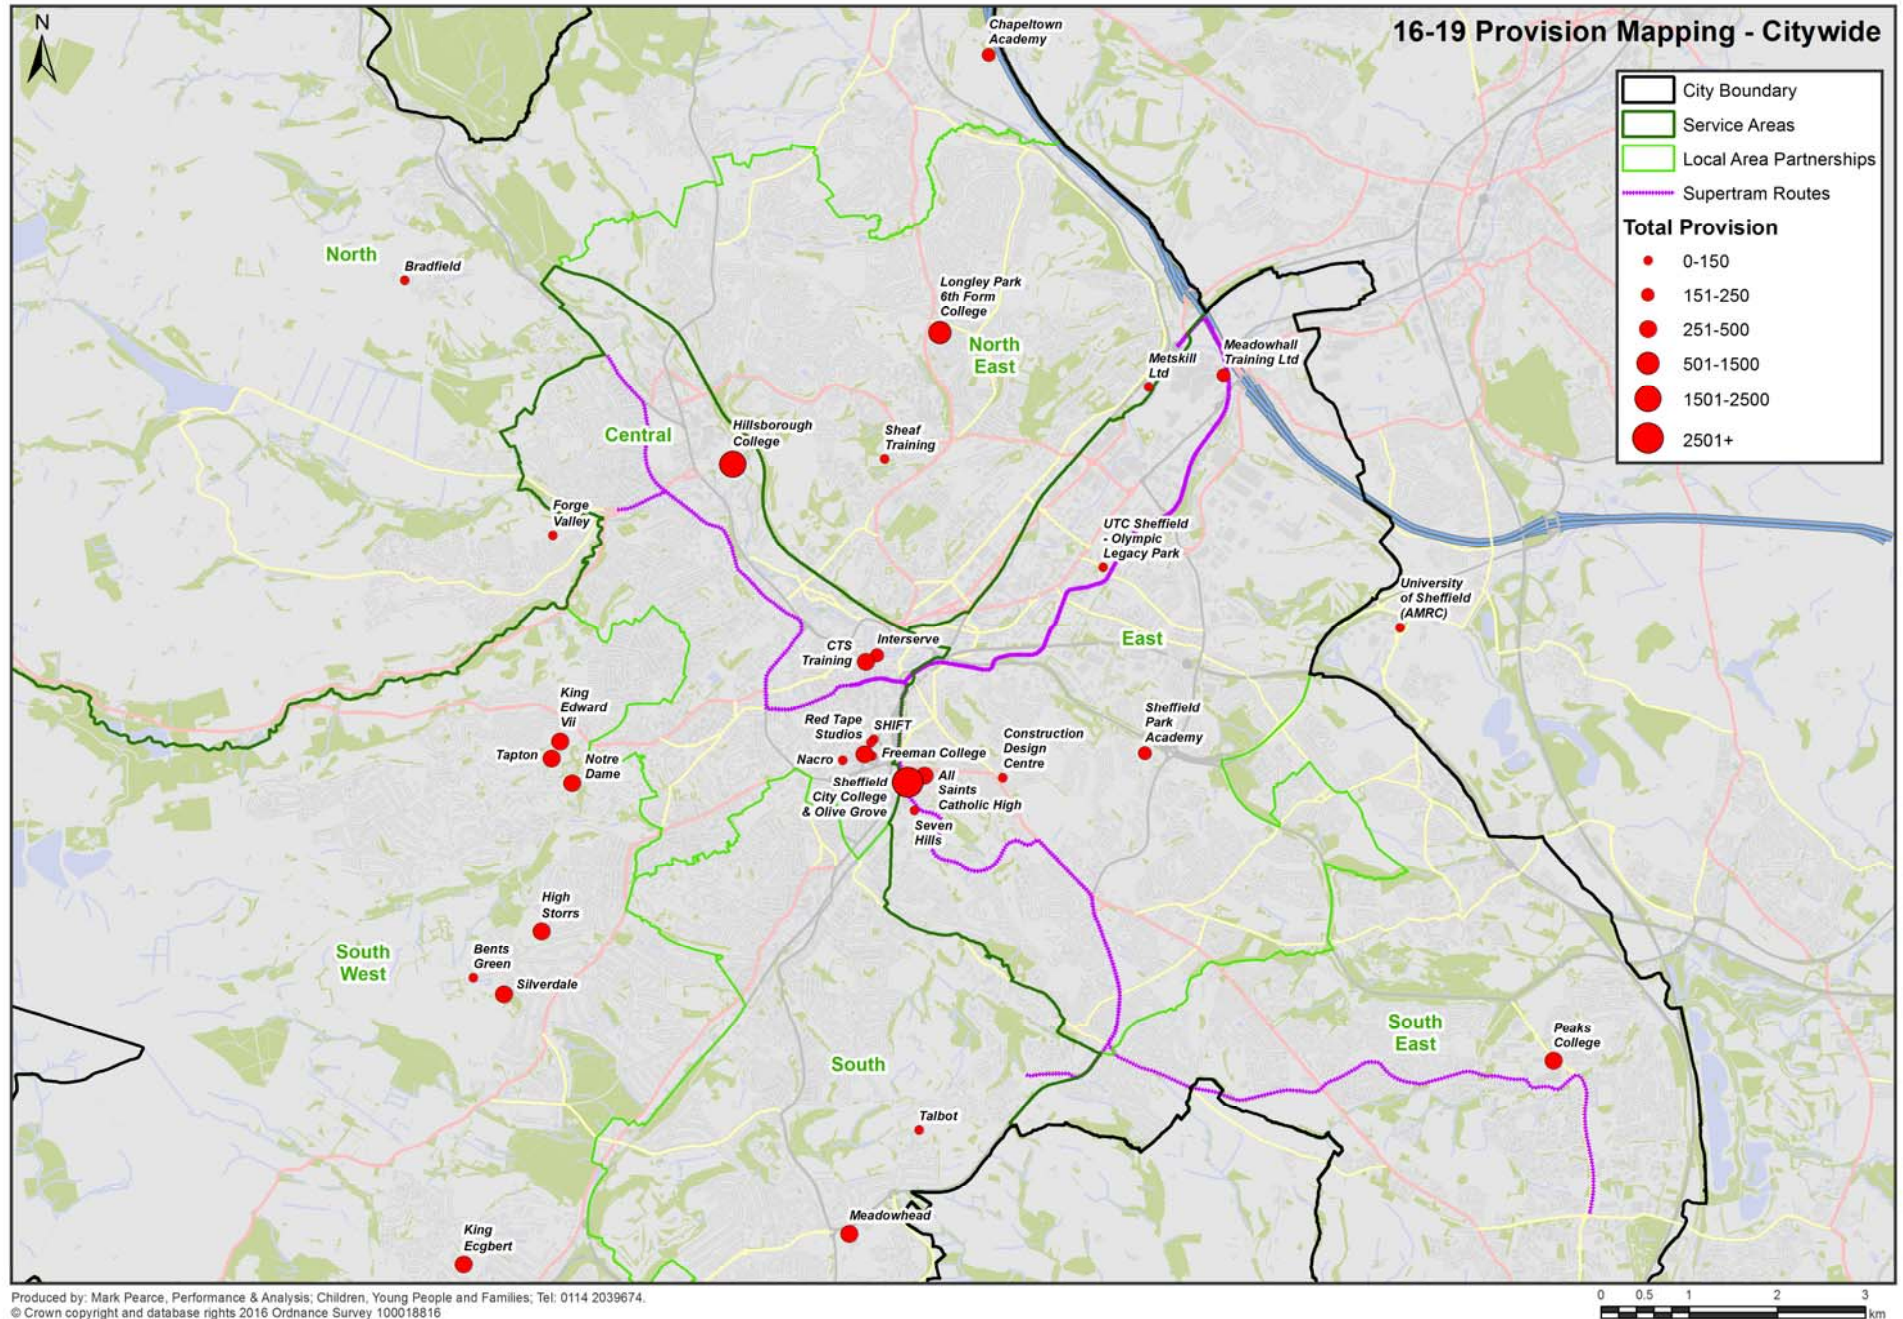 N
16-19 Provision Mapping - Citywide
City Boundary
Service Areas
Local Area Partnerships
Supertram Routes
Total Provision
0-150
151-250
251-500
501-1500
1501-2500
2501+
Chapeltown
Academy
North
Bradfield
Longley Park
6th Form
College
North
East
Metskill
Ltd
Meadowhall
Training Ltd
Central
Hillsborough
College
Sheaf
Training
Forge
Valley
UTC Sheffield
- Olympic
Legacy Park
University
of Sheffield
(AMRC)
East
CTS
Training
Interserve
King
Edward
Vii
Tapton
Notre
Dame
Red Tape
Studios
SHIFT
Nacro
Freeman College
Sheffield
City College
& Olive Grove
All
Saints
Catholic High
Seven
Hills
Construction
Design
Centre
Sheffield
Park
Academy
High
Storrs
South
West
Bents
Green
Silverdale
South
South
East
Peaks
College
Talbot
Meadowhead
King
Ecgbert
Produced by: Mark Pearce, Performance & Analysis; Children, Young People and Families; Tel: 0114 2039674.
© Crown copyright and database rights 2016 Ordnance Survey 100018816
0 0.5 1 2 3
km